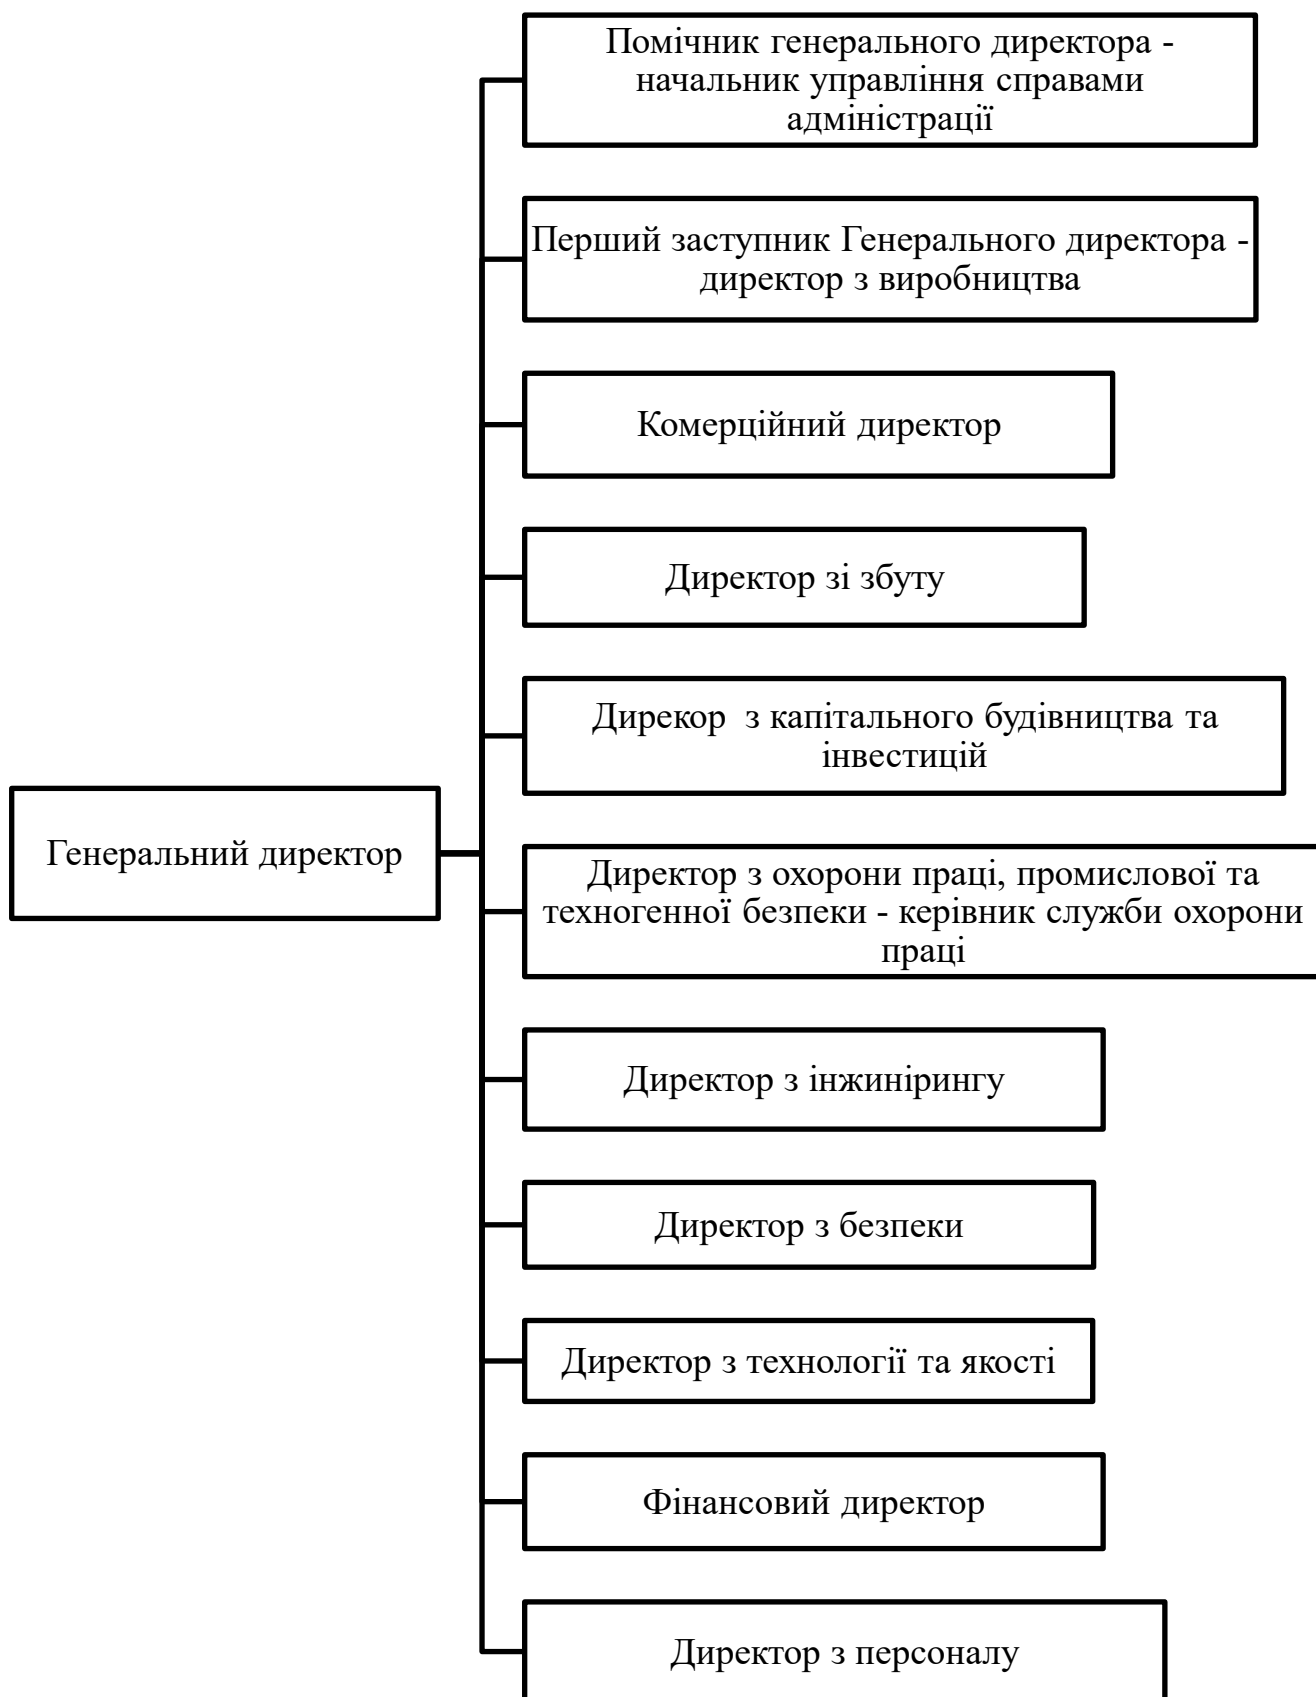 Помічник генерального директора -
начальник управління справами
адміністрації
Перший заступник Генерального директора -
директор з виробництва
Комерційний директор
Директор зі збуту
Дирекор з капітального будівництва та
інвестицій
Генеральний директор
Директор з охорони праці, промислової та
техногенної безпеки - керівник служби охорони
праці
Директор з інжинірингу
Директор з безпеки
Директор з технології та якості
Фінансовий директор
Директор з персоналу